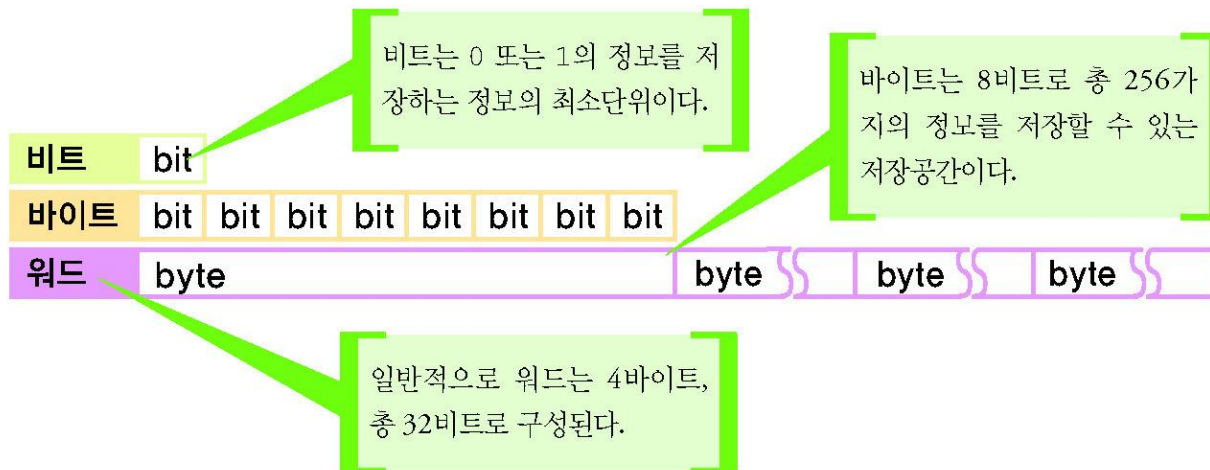 비트는 0 또는 1의 정보를 저
장하는 정보의 최소단위이다.
바이트는 8비트로 총 256가
지의 정보를 저장할 수 있는
저장공간이다.
비트 bit
바이트 bit bit bit bit bit bit bit bit
워드 byte byte byte byte
일반적으로 워드는 4바이트,
총 32비트로 구성된다.